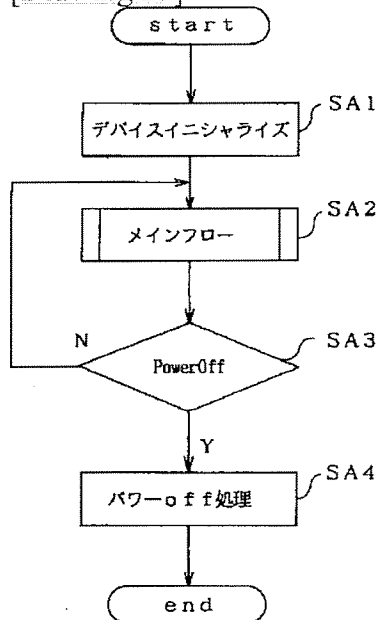 start
デバイスイニシャライズ
SA1
メインフロー
SA2
N
PowerOff
SA3
Y
パワーoff処理
SA4
end